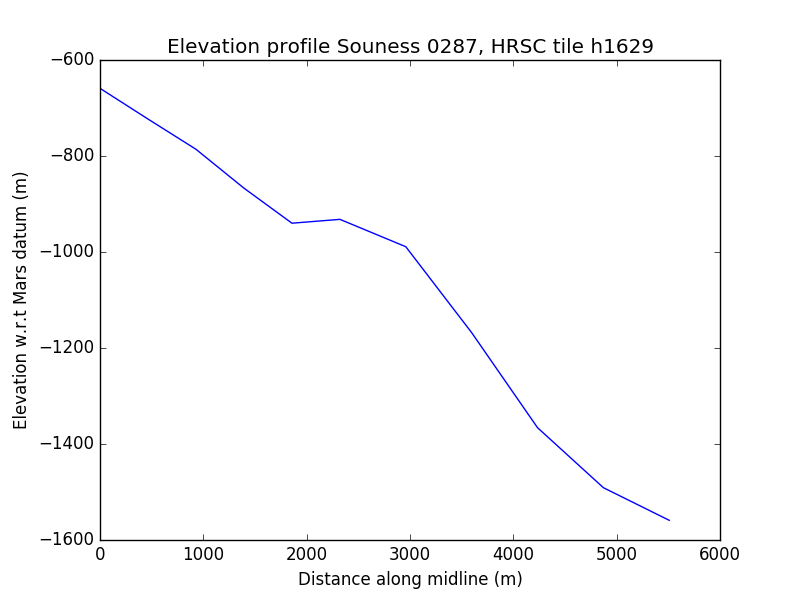 Elevation profile Souness 0287, HRSC tile h1629
Elevation w.r.t Mars datum (m)
−600
−800
−1000
−1200
−1400
−1600
0 1000 2000 3000 4000 5000 6000
Distance along midline (m)